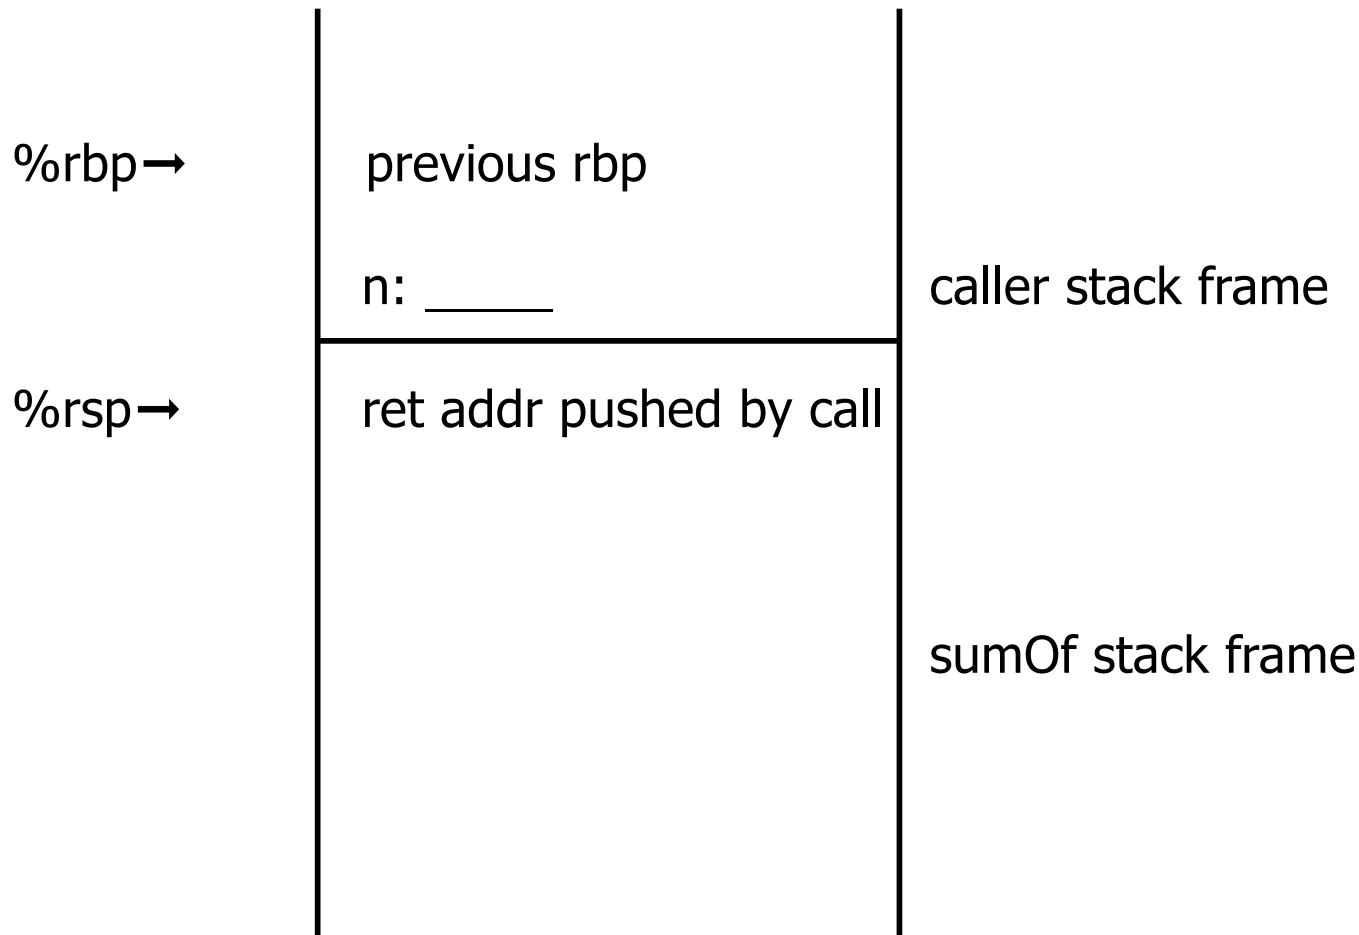 %rbp→ previous rbp
n: _____ caller stack frame
%rsp→ ret addr pushed by call
sumOf stack frame